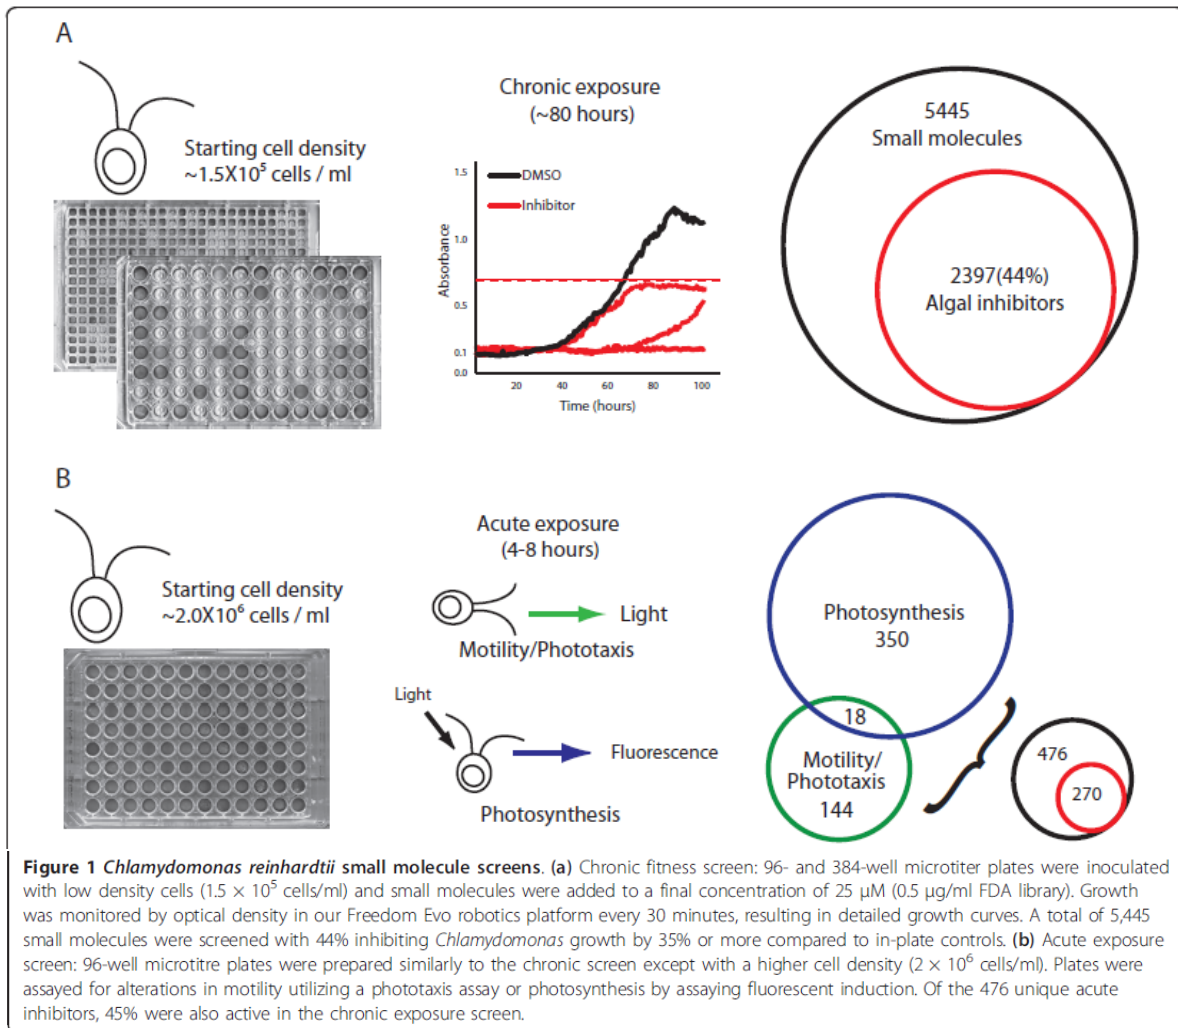 A
Starting cell density
~1.5X10⁵ cells / ml
Chronic exposure
(~80 hours)
1.5
1.0
0.5
0.1
0.0
Absorbance
DMSO
Inhibitor
20 40 60 80 100
Time (hours)
5445
Small molecules
2397(44%)
Algal inhibitors
B
Starting cell density
~2.0X10⁶ cells / ml
Acute exposure
(4-8 hours)
Light
Motility/Phototaxis
Light
Fluorescence
Photosynthesis
Photosynthesis
350
18
Motility/
Phototaxis
144
476
270
Figure 1 Chlamydomonas reinhardtii small molecule screens. (a) Chronic fitness screen: 96- and 384-well microtiter plates were inoculated
with low density cells (1.5 × 10⁵ cells/ml) and small molecules were added to a final concentration of 25 μM (0.5 μg/ml FDA library). Growth
was monitored by optical density in our Freedom Evo robotics platform every 30 minutes, resulting in detailed growth curves. A total of 5,445
small molecules were screened with 44% inhibiting Chlamydomonas growth by 35% or more compared to in-plate controls. (b) Acute exposure
screen: 96-well microtitre plates were prepared similarly to the chronic screen except with a higher cell density (2 × 10⁶ cells/ml). Plates were
assayed for alterations in motility utilizing a phototaxis assay or photosynthesis by assaying fluorescent induction. Of the 476 unique acute
inhibitors, 45% were also active in the chronic exposure screen.